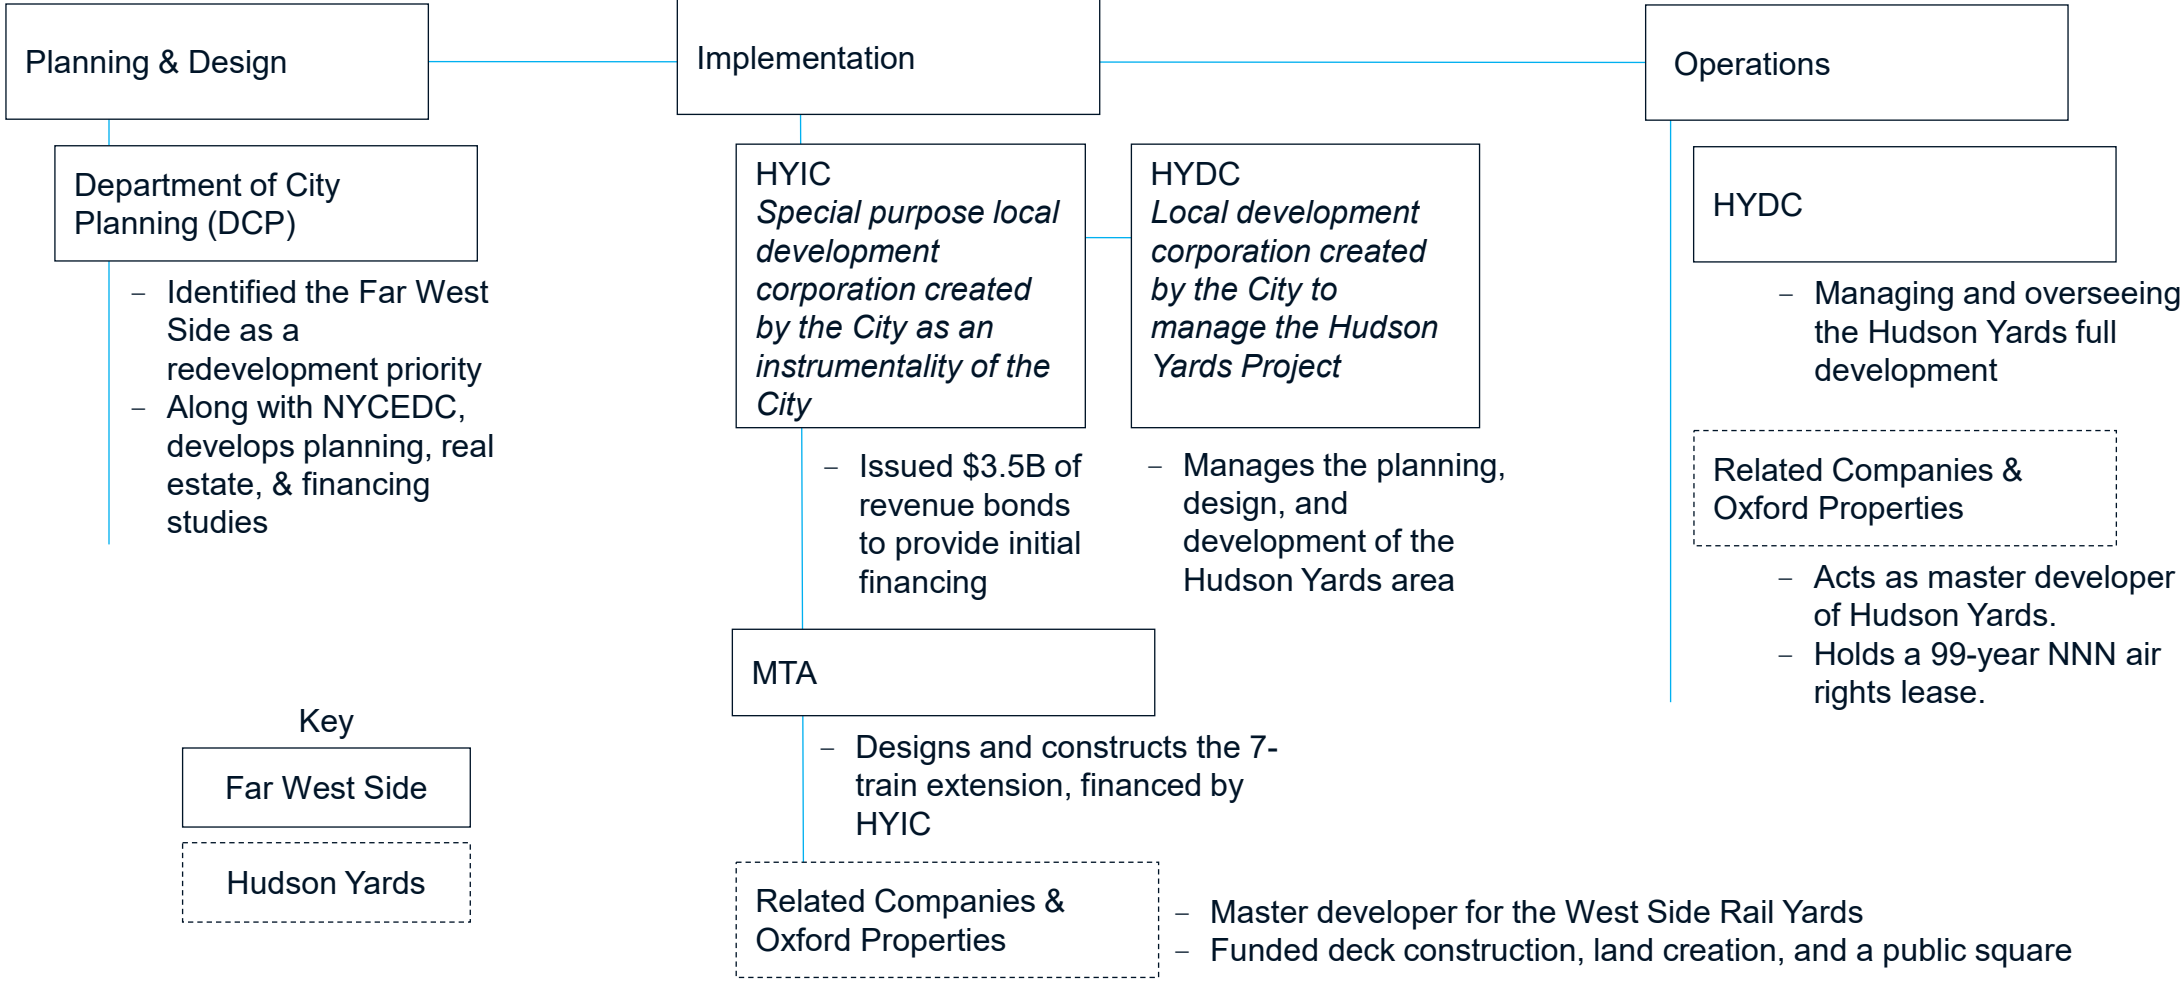 Planning & Design
Implementation
Operations
Department of City
Planning (DCP)
– Identified the Far West
Side as a
redevelopment priority
– Along with NYCEDC,
develops planning, real
estate, & financing
studies
HYIC
Special purpose local
development
corporation created
by the City as an
instrumentality of the
City
– Issued $3.5B of
revenue bonds
to provide initial
financing
HYDC
Local development
corporation created
by the City to
manage the Hudson
Yards Project
– Manages the planning,
design, and
development of the
Hudson Yards area
MTA
– Designs and constructs the 7-
train extension, financed by
HYIC
Related Companies &
Oxford Properties
– Master developer for the West Side Rail Yards
– Funded deck construction, land creation, and a public square
HYDC
– Managing and overseeing
the Hudson Yards full
development
Related Companies &
Oxford Properties
– Acts as master developer
of Hudson Yards.
– Holds a 99-year NNN air
rights lease.
Key
Far West Side
Hudson Yards